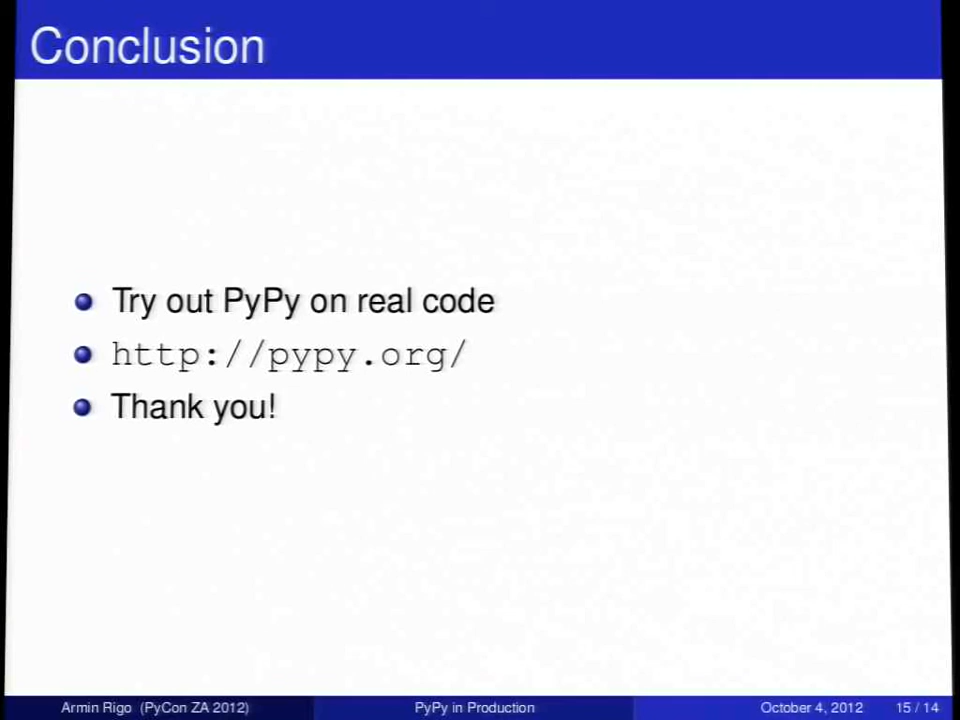 Conclusion
Try out PyPy on real code
http://pypy.org/
Thank you!
Armin Rigo (PyCon ZA 2012) PyPy in Production October 4, 2012 15 / 14